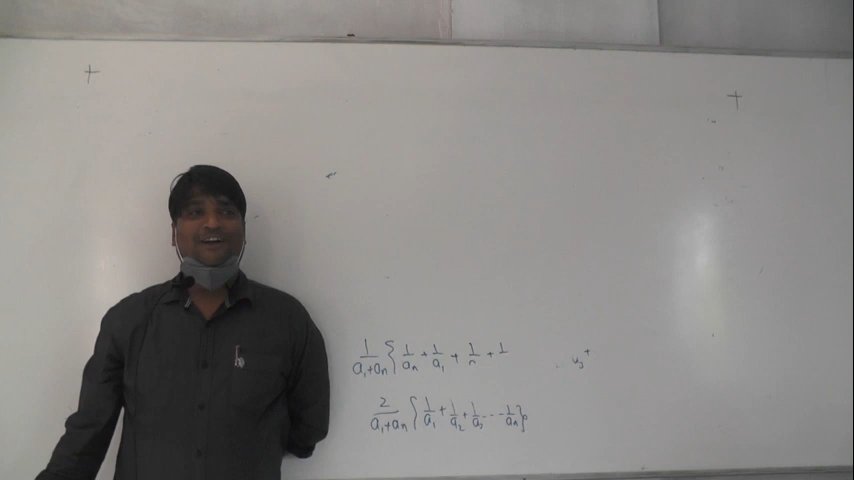 1/(a₁+aₙ) { 1/aₙ + 1/a₁ + 1/ + 1
2/(a₁+aₙ) { 1/a₁ + 1/a₂ + 1/a₃ - - - 1/aₙ }